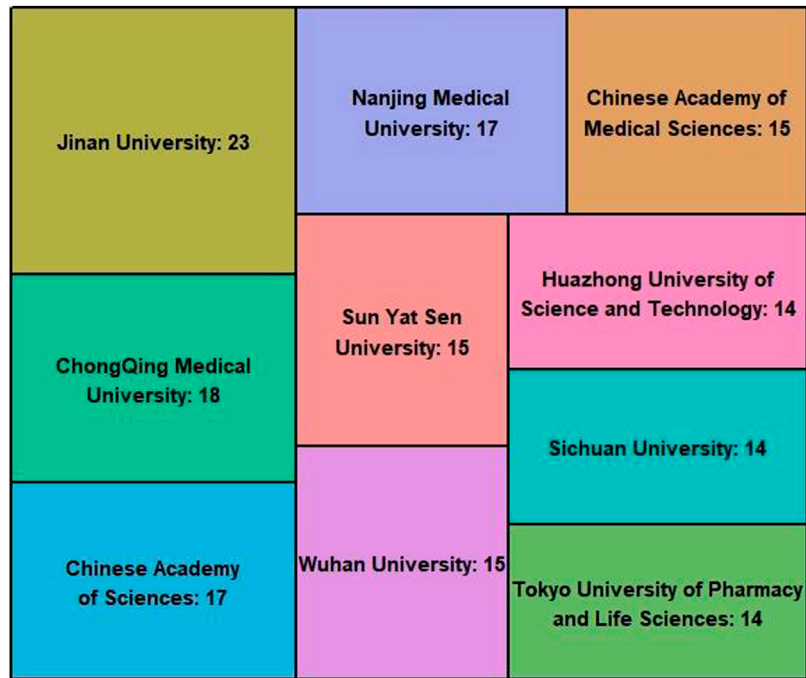 Jinan University: 23
Nanjing Medical
University: 17
Chinese Academy of
Medical Sciences: 15
ChongQing Medical
University: 18
Sun Yat Sen
University: 15
Huazhong University of
Science and Technology: 14
Sichuan University: 14
Chinese Academy
of Sciences: 17
Wuhan University: 15
Tokyo University of Pharmacy
and Life Sciences: 14